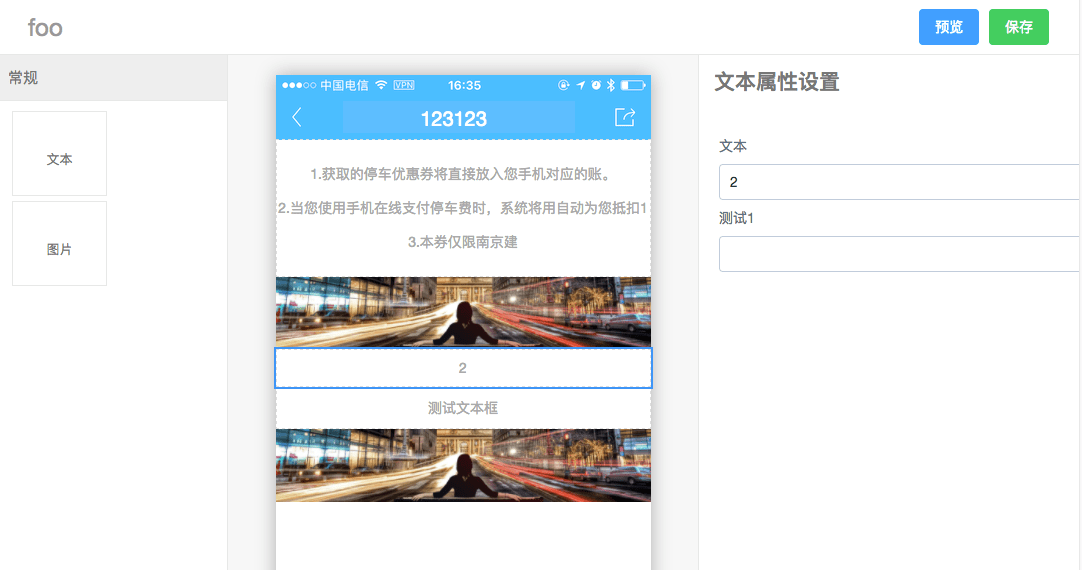 foo
预览
保存
常规
文本
图片
中国电信
VPN
16:35
123123
1.获取的停车优惠券将直接放入您手机对应的账。
2.当您使用手机在线支付停车费时，系统将用自动为您抵扣1
3.本券仅限南京建
2
测试文本框
文本属性设置
文本
2
测试1